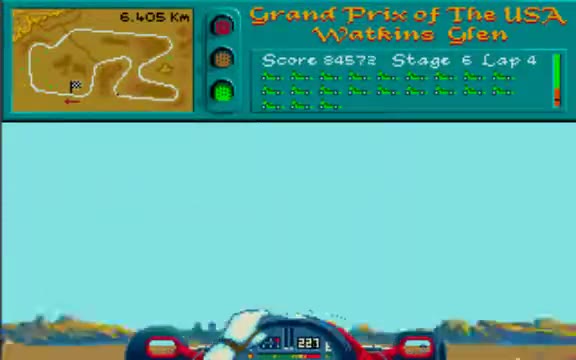 6.405 Km
Grand Prix of The USA
Watkins Glen
Score 84572 Stage 6 Lap 4
227